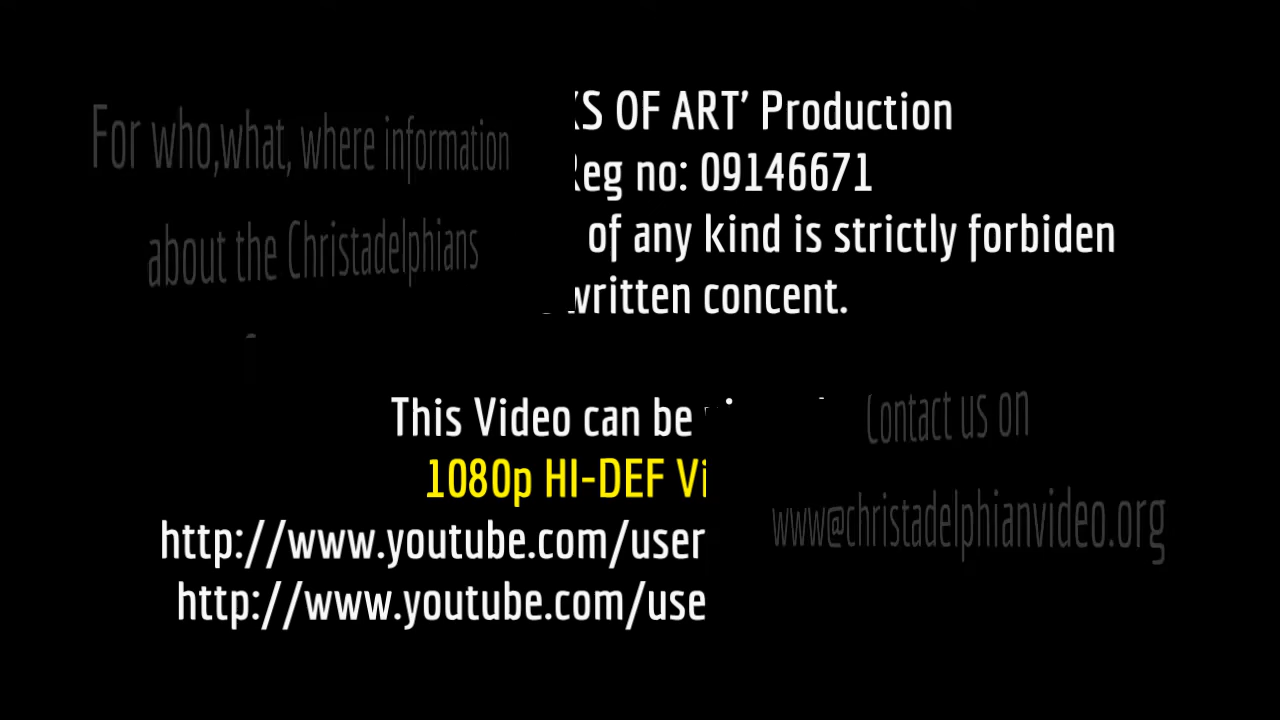 For who,what, where information
about the Christadelphians
KS OF ART' Production
Reg no: 09146671
of any kind is strictly forbiden
written concent.
This Video can be
1080p HI-DEF Vi
http://www.youtube.com/user
http://www.youtube.com/use
Contact us on
www@christadelphianvideo.org